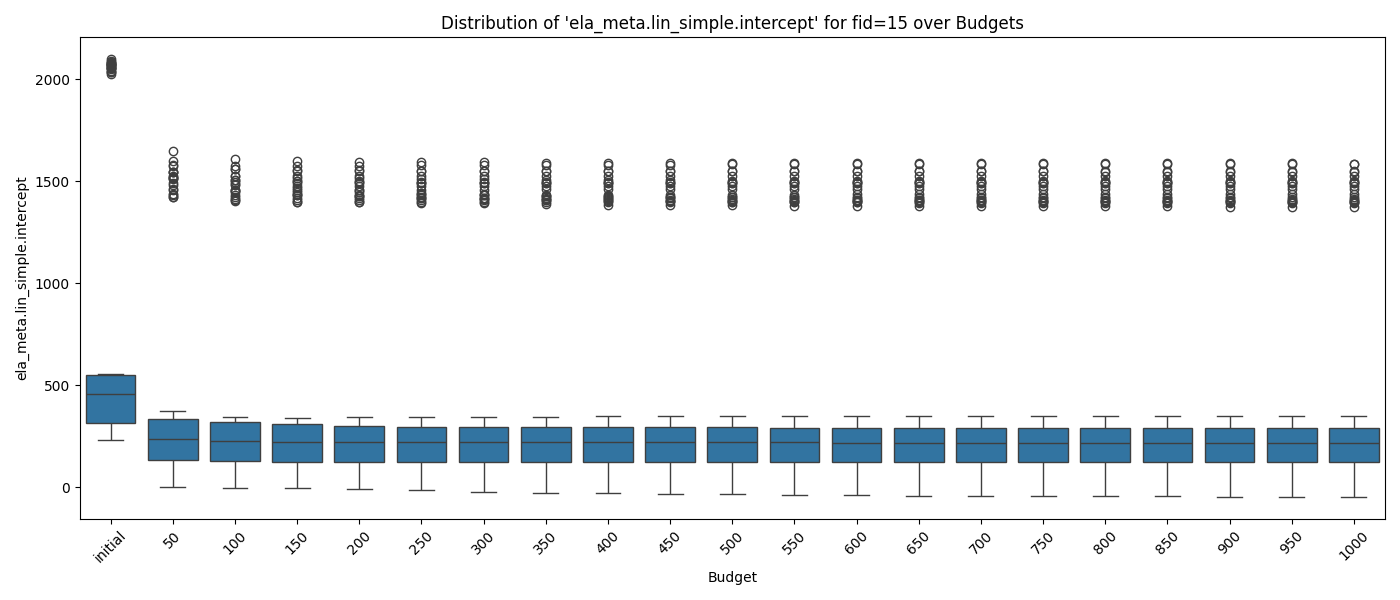 Distribution of 'ela_meta.lin_simple.intercept' for fid=15 over Budgets
ela_meta.lin_simple.intercept
2000
1500
1000
500
0
initial 50 100 150 200 250 300 350 400 450 500 550 600 650 700 750 800 850 900 950 1000
Budget